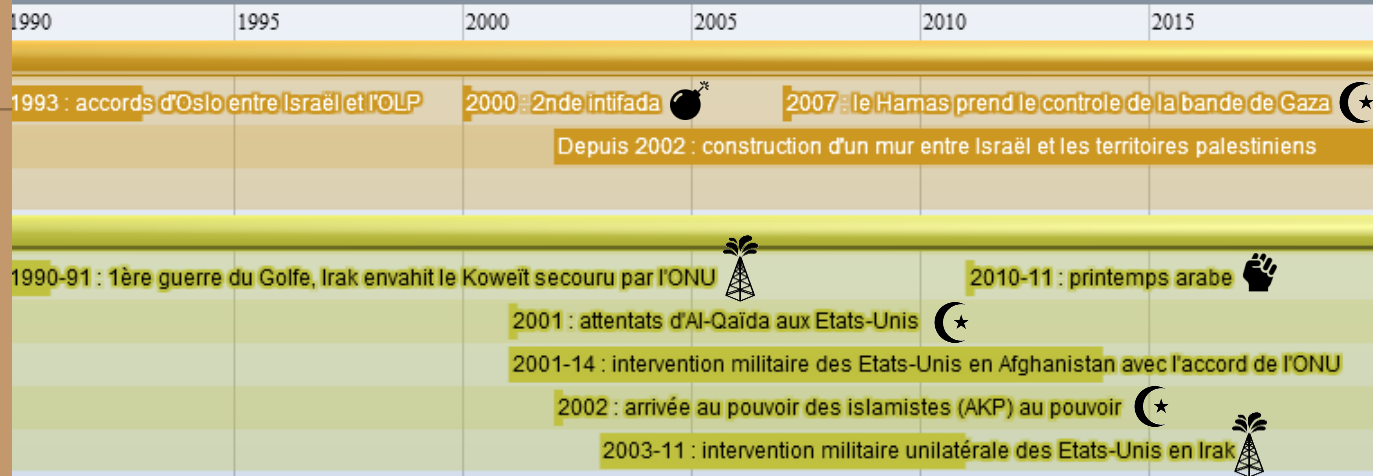 1990 1995 2000 2005 2010 2015
1993 : accords d'Oslo entre Israël et l'OLP
2000 : 2nde intifada
2007 : le Hamas prend le controle de la bande de Gaza
Depuis 2002 : construction d'un mur entre Israël et les territoires palestiniens
1990-91 : 1ère guerre du Golfe, Irak envahit le Koweït secouru par l'ONU
2010-11 : printemps arabe
2001 : attentats d'Al-Qaïda aux Etats-Unis
2001-14 : intervention militaire des Etats-Unis en Afghanistan avec l'accord de l'ONU
2002 : arrivée au pouvoir des islamistes (AKP) au pouvoir
2003-11 : intervention militaire unilatérale des Etats-Unis en Irak